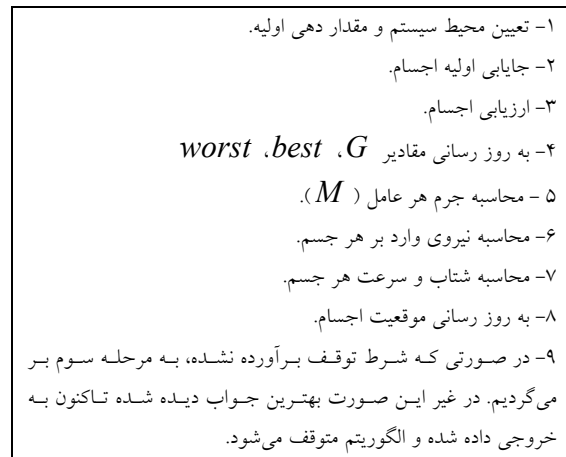 ۱- تعیین محیط سیستم و مقدار دهی اولیه.
۲- جایابی اولیه اجسام.
۳- ارزیابی اجسام.
۴- به روز رسانی مقادیر G، best، worst
۵ - محاسبه جرم هر عامل ( M ).
۶- محاسبه نیروی وارد بر هر جسم.
۷- محاسبه شتاب و سرعت هر جسم.
۸- به روز رسانی موقعیت اجسام.
۹- در صورتی که شرط توقف برآورده نشده، به مرحله سوم بر
می‌گردیم. در غیر این صورت بهترین جواب دیده شده تاکنون به
خروجی داده شده و الگوریتم متوقف می‌شود.